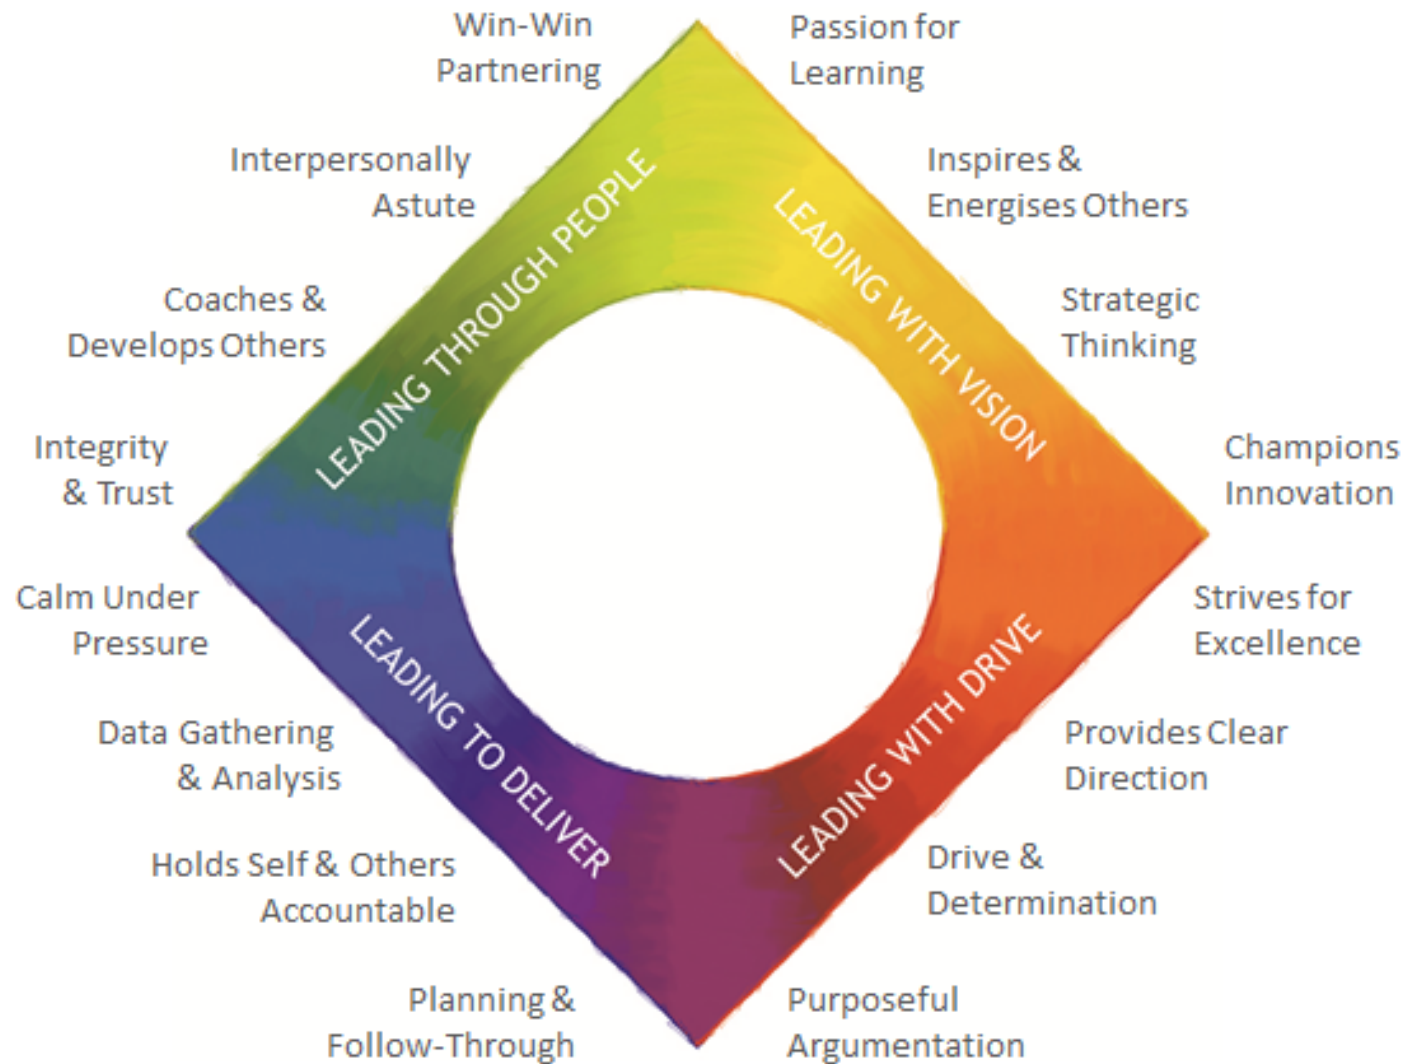 Win-Win
Partnering
Passion for
Learning
Interpersonally
Astute
Inspires &
Energises Others
Coaches &
Develops Others
Strategic
Thinking
Integrity
& Trust
Champions
Innovation
LEADING THROUGH PEOPLE
LEADING WITH VISION
Calm Under
Pressure
Strives for
Excellence
LEADING TO DELIVER
LEADING WITH DRIVE
Data Gathering
& Analysis
Provides Clear
Direction
Holds Self & Others
Accountable
Drive &
Determination
Planning &
Follow-Through
Purposeful
Argumentation